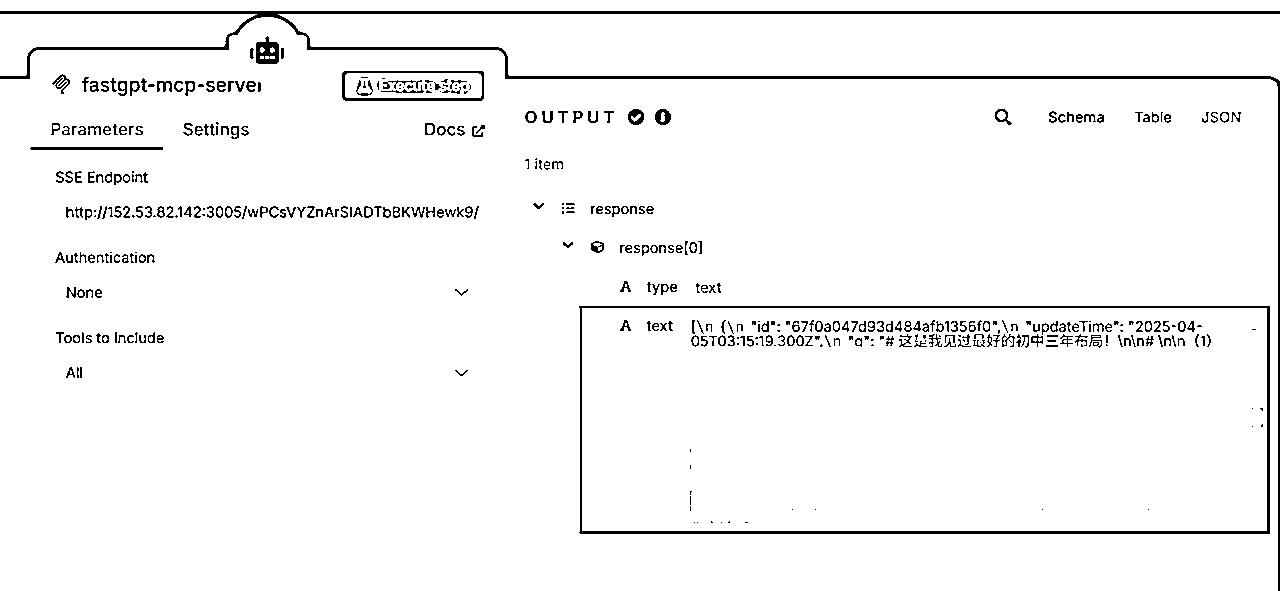 fastgpt-mcp-server
Execute step
Parameters
Settings
Docs
SSE Endpoint
http://152.53.82.142:3005/wPCsVYZnArSIADTbBKWHewk9/
Authentication
None
Tools to Include
All
OUTPUT
Schema
Table
JSON
1 item
response
response[0]
A type text
A text [\n {\n "id": "67f0a047d93d484afb1356f0",\n "updateTime": "2025-04-
05T03:15:19.300Z",\n "q": "# 这是我见过最好的初中三年布局！\n\n# \n\n（1）